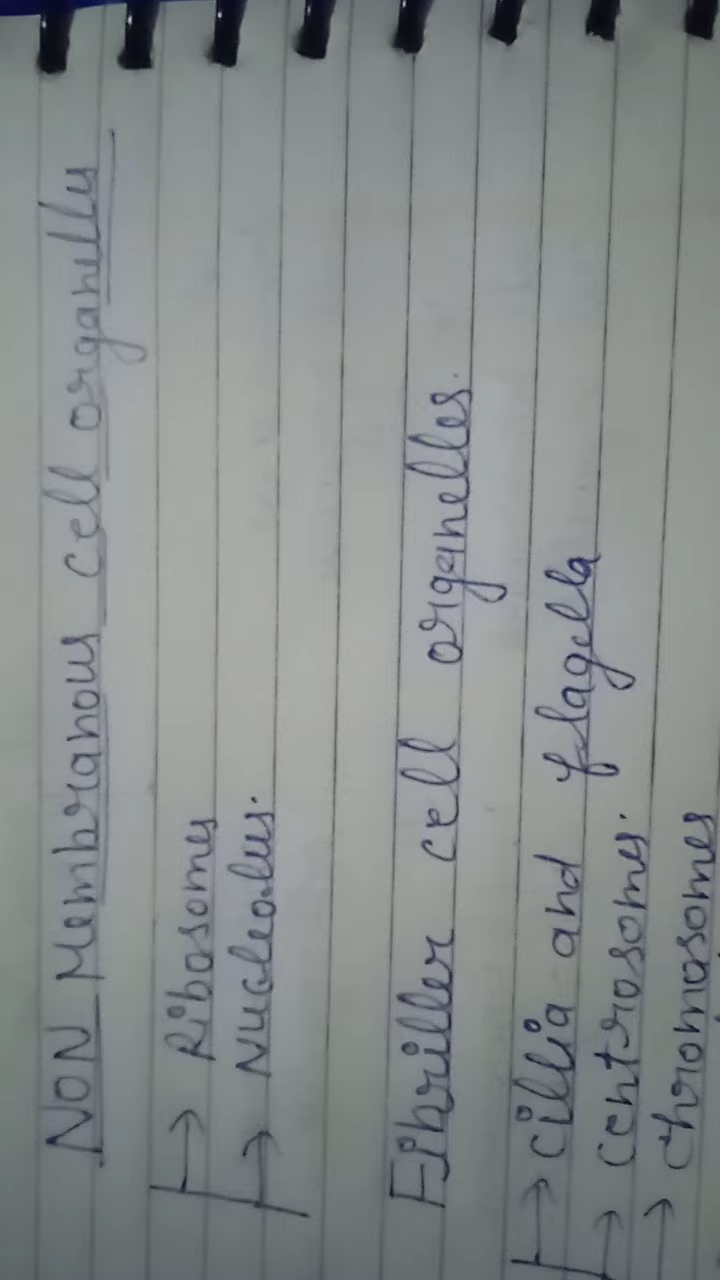 NON Membranous cell organelles
→ Ribosomes
→ Nucleolus.
Fibriller cell organelles.
→ cillia and flagella
→ centrosomes.
→ chromosomes